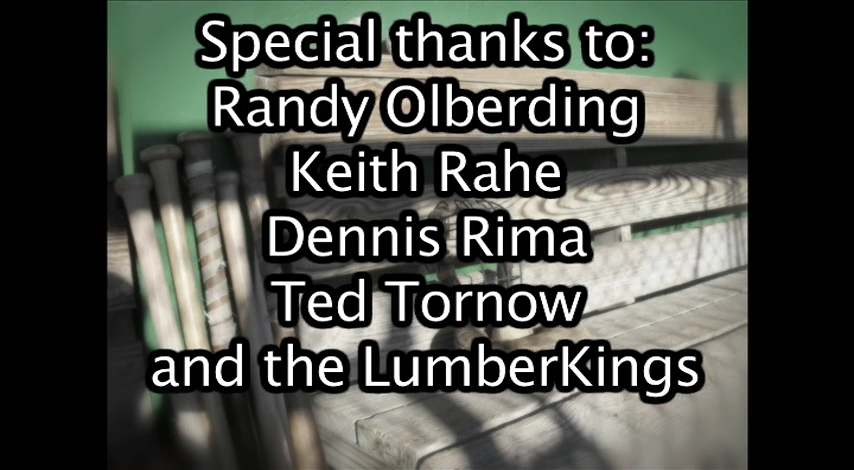 Special thanks to:
Randy Olberding
Keith Rahe
Dennis Rima
Ted Tornow
and the LumberKings